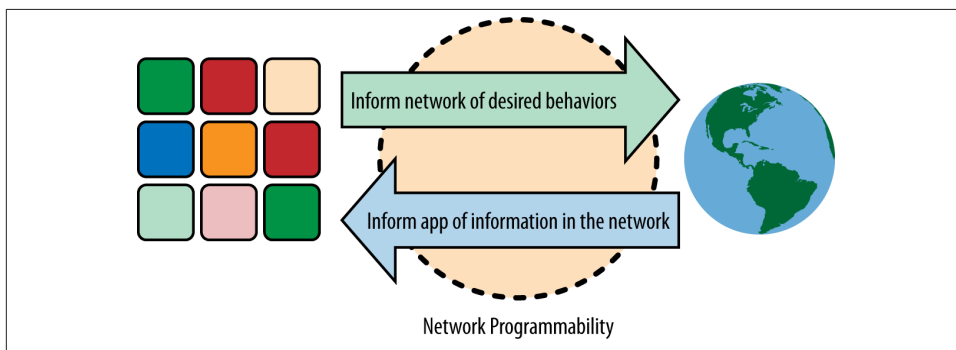 Inform network of desired behaviors
Inform app of information in the network
Network Programmability